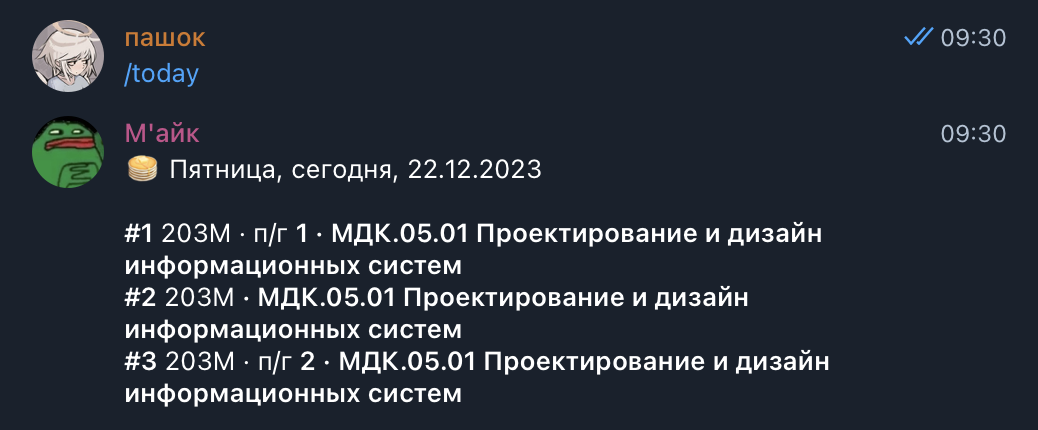 пашок
09:30
/today
М'айк
09:30
🥞 Пятница, сегодня, 22.12.2023
#1 203М · п/г 1 · МДК.05.01 Проектирование и дизайн
информационных систем
#2 203М · МДК.05.01 Проектирование и дизайн
информационных систем
#3 203М · п/г 2 · МДК.05.01 Проектирование и дизайн
информационных систем